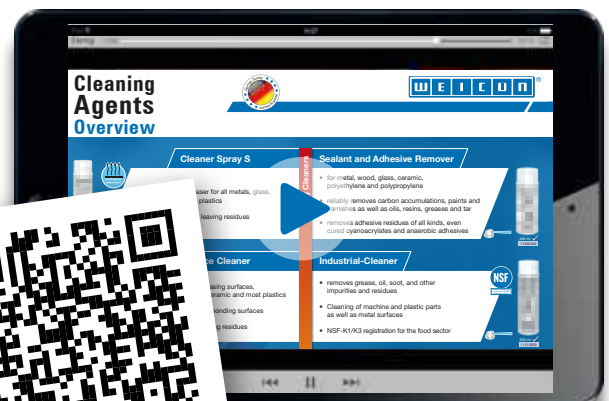 Cleaning
Agents
Overview
WEICON
Cleaners
Cleaner Spray S
aser for all metals, glass,
plastics
leaving residues
Sealant and Adhesive Remover
• for metal, wood, glass, ceramic,
polyethylene and polypropylene
• reliably removes carbon accumulations, paints and
varnishes as well as oils, resins, greases and tar
• removes adhesive residues of all kinds, even
cured cyanoacrylates and anaerobic adhesives
ce Cleaner
asing surfaces,
eramic and most plastics
onding surfaces
g residues
Industrial-Cleaner
• removes grease, oil, soot, and other
impurities and residues
• Cleaning of machine and plastic parts
as well as metal surfaces
• NSF-K1/K3 registration for the food sector
NSF